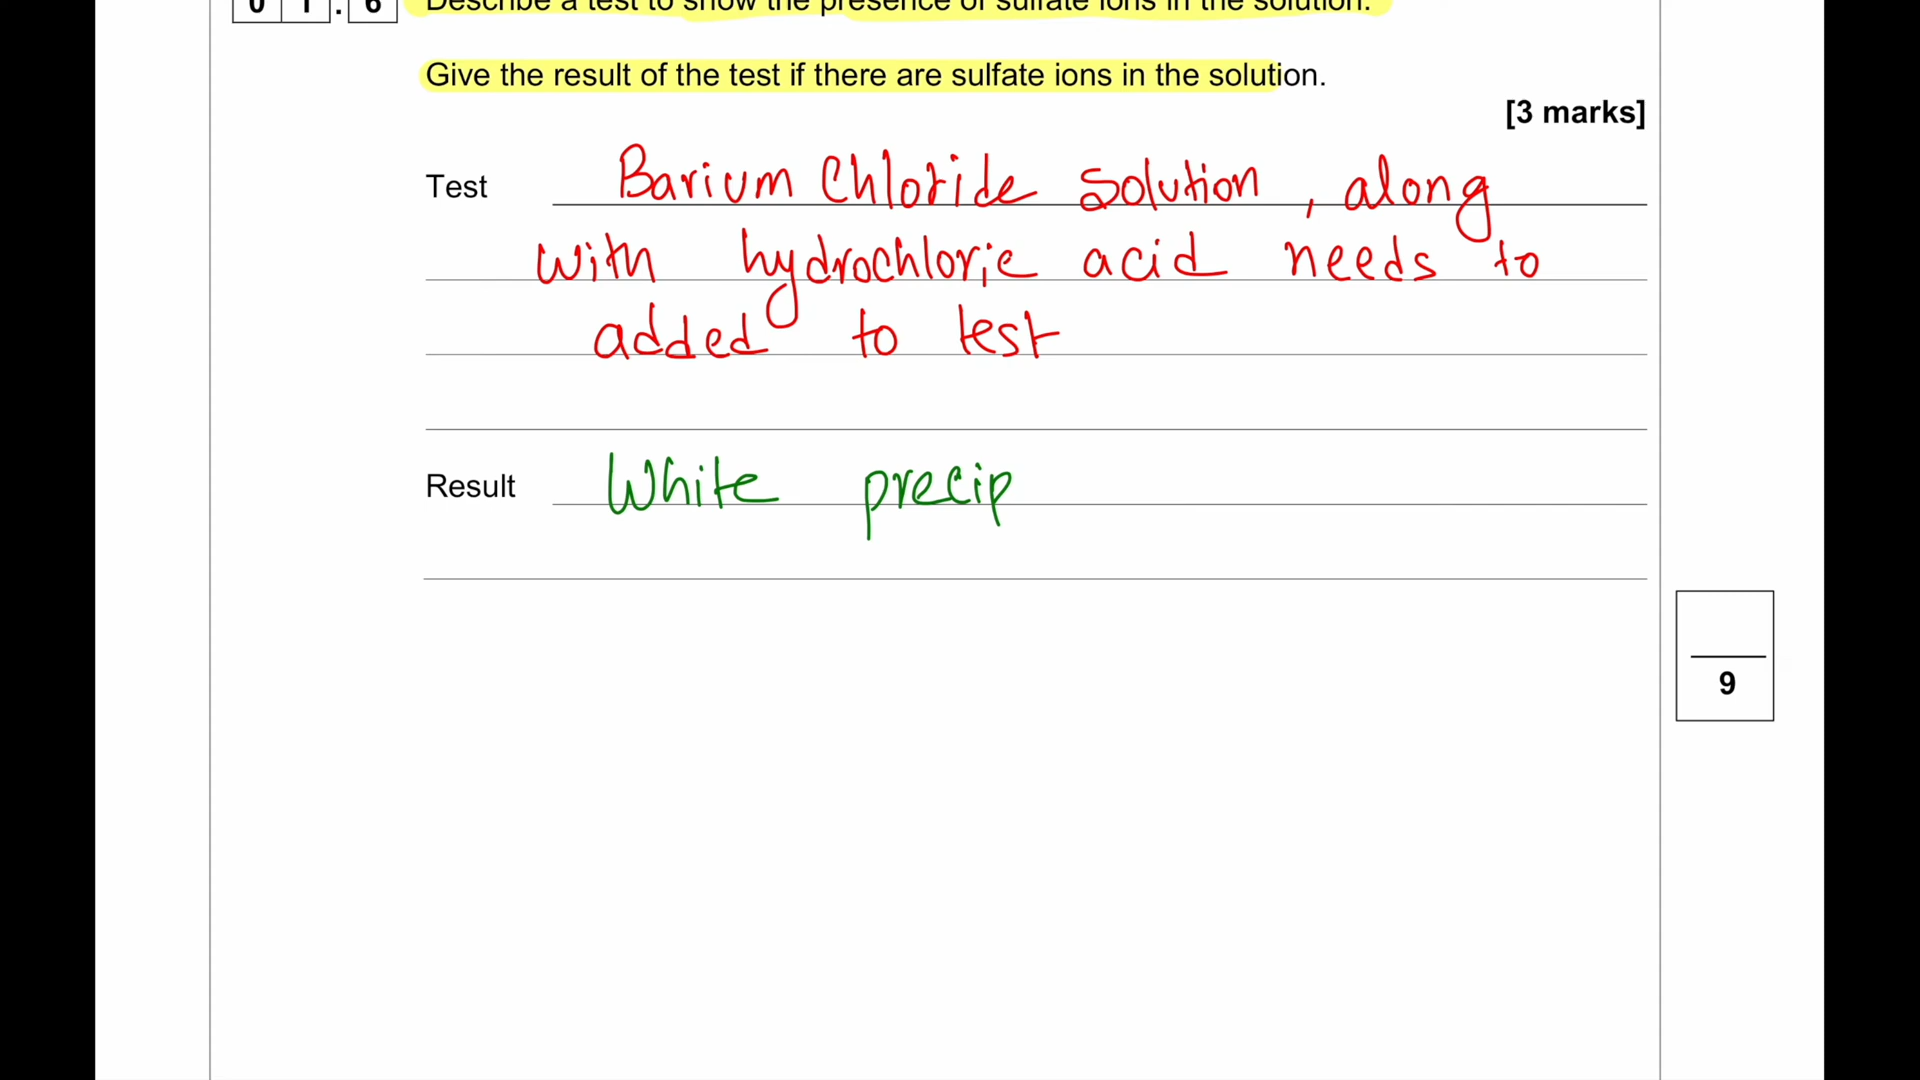 01.6 Describe a test to show the presence of sulfate ions in the solution.
Give the result of the test if there are sulfate ions in the solution.
[3 marks]
Test Barium Chloride solution, along
with hydrochloric acid needs to
added to test
Result White precip
9